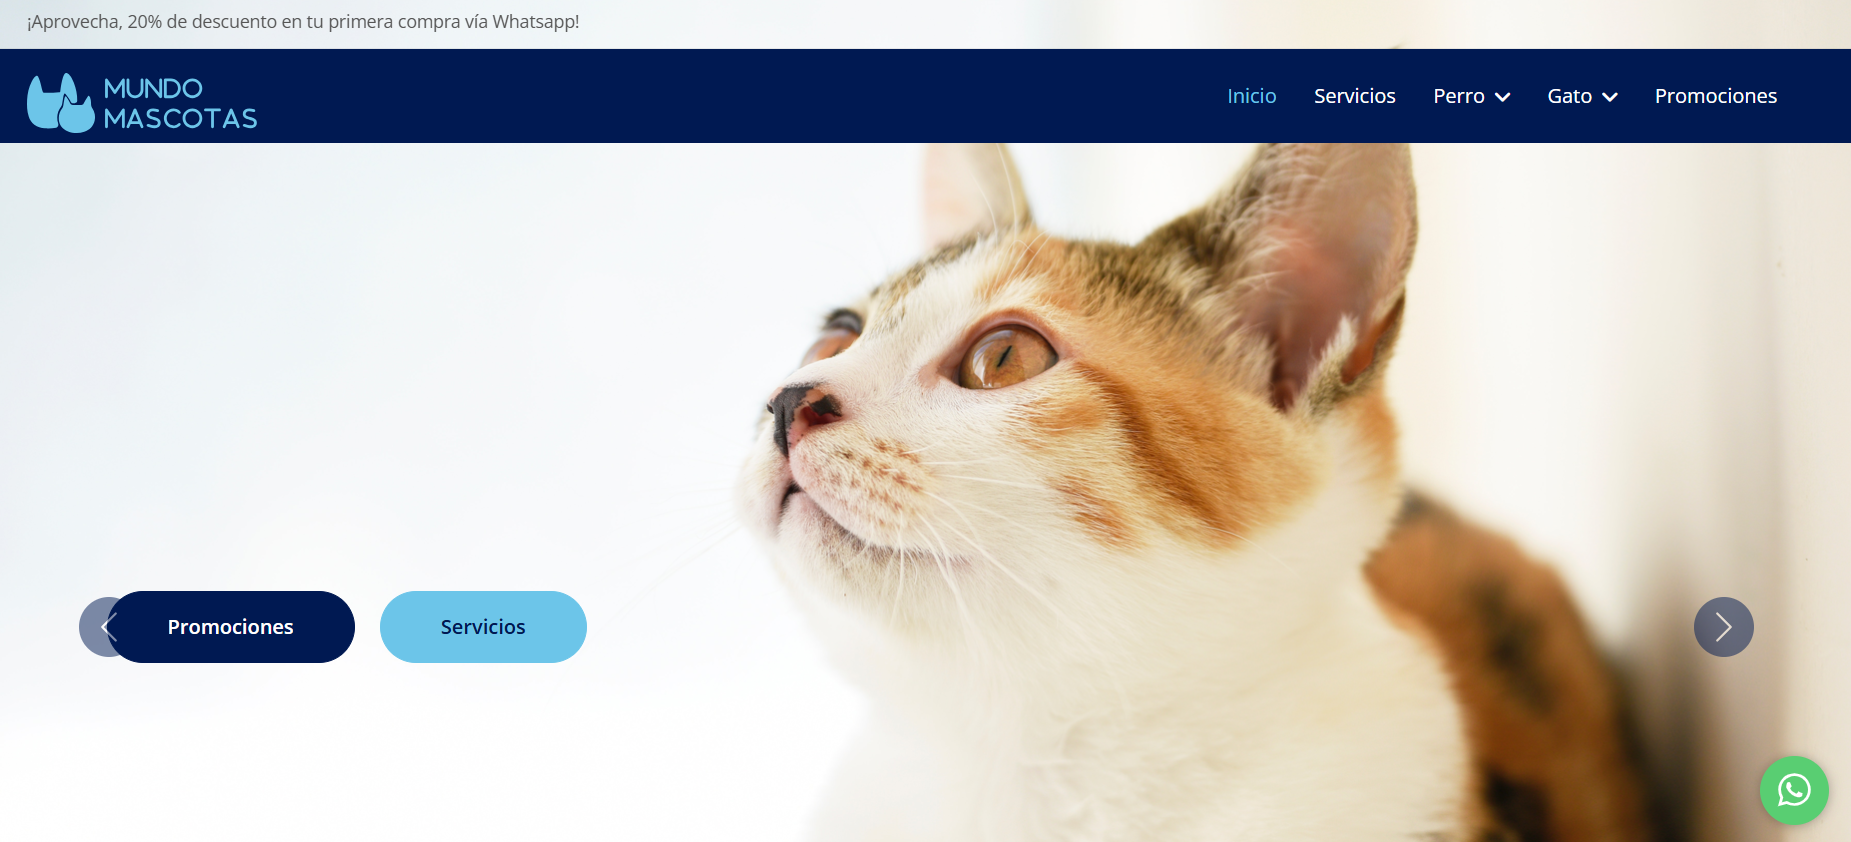 ¡Aprovecha, 20% de descuento en tu primera compra vía Whatsapp!
MUNDO
MASCOTAS
Inicio
Servicios
Perro
Gato
Promociones
Promociones
Servicios